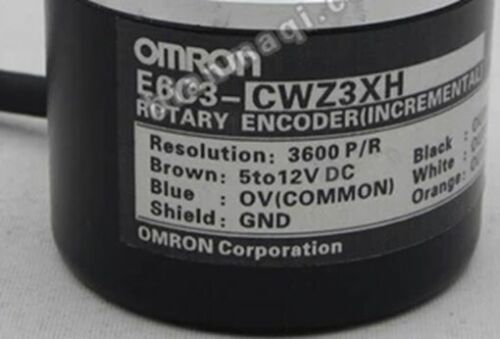 OMRON
E6C3-CWZ3XH
ROTARY ENCODER(INCREMENTAL)
Resolution: 3600 P/R
Brown: 5to12V DC
Blue : 0V(COMMON)
Shield: GND
Black :
White :
Orange:
OMRON Corporation